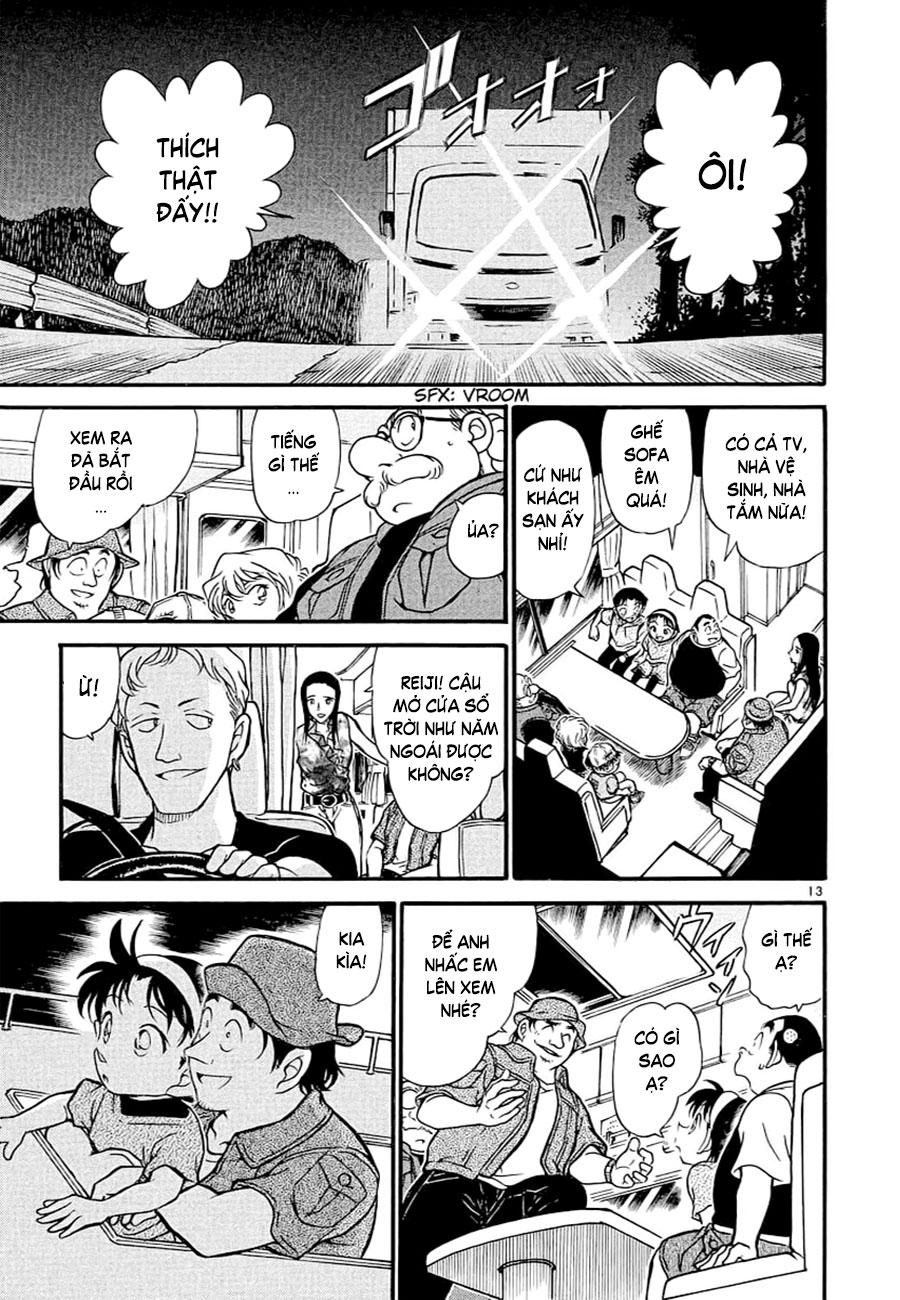 ÔI!
ゴオオオ
THÍCH
THẬT
ĐẤY!!
SFX: VROOM
CÓ CẢ TV,
NHÀ VỆ
SINH, NHÀ
TẮM NỮA!
GHẾ
SOFA
ÊM
QUÁ!
CỨ NHƯ
KHÁCH
SẠN ẤY
NHỈ!
ỦA?
TIẾNG
GÌ THẾ
...
XEM RA
ĐÃ BẮT
ĐẦU RỒI
...
REIJI! CẬU
MỞ CỬA SỔ
TRỜI NHƯ NĂM
NGOÁI ĐƯỢC
KHÔNG?
Ừ!
13
GÌ THẾ
Ạ?
CÓ GÌ
SAO
Ạ?
ĐỂ ANH
NHẤC EM
LÊN XEM
NHÉ?
KIA
KÌA!